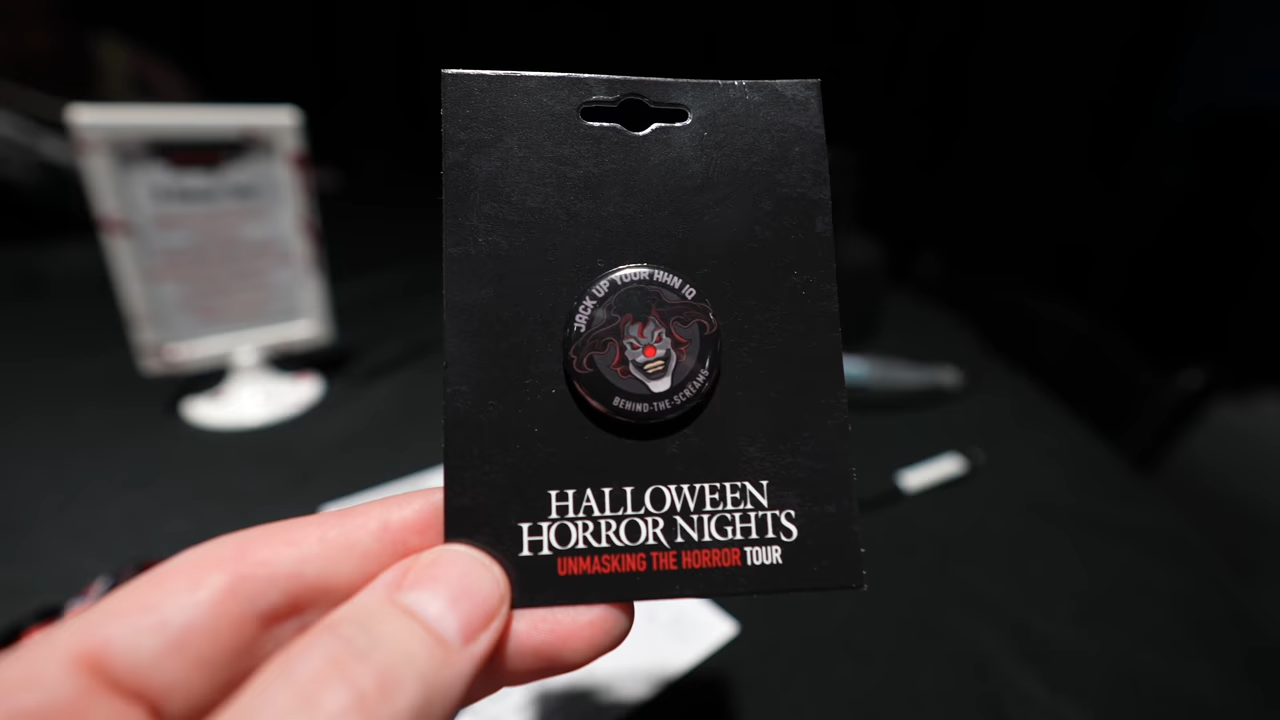 JACK UP YOUR HHN IQ
BEHIND-THE-SCREAMS
HALLOWEEN
HORROR NIGHTS
UNMASKING THE HORROR TOUR